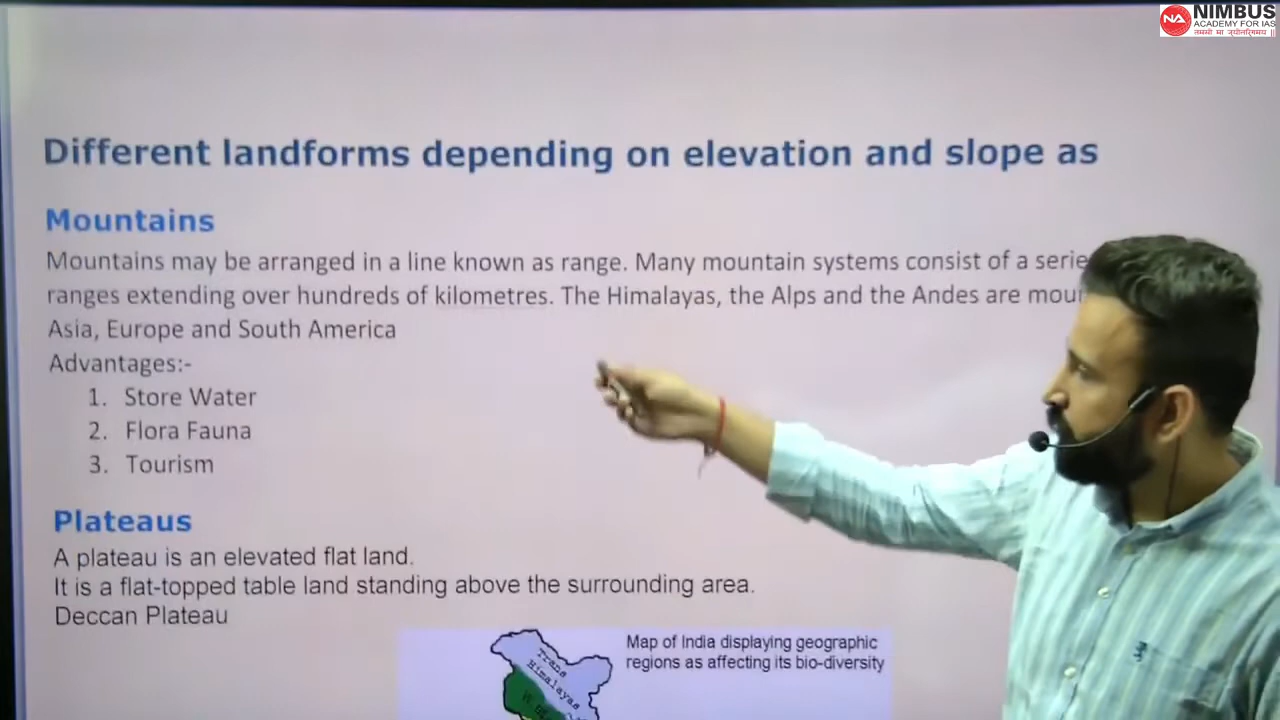 NIMBUS
ACADEMY FOR IAS
NA
Different landforms depending on elevation and slope as
Mountains
Mountains may be arranged in a line known as range. Many mountain systems consist of a serie
ranges extending over hundreds of kilometres. The Himalayas, the Alps and the Andes are mou
Asia, Europe and South America
Advantages:-
1. Store Water
2. Flora Fauna
3. Tourism
Plateaus
A plateau is an elevated flat land.
It is a flat-topped table land standing above the surrounding area.
Deccan Plateau
Map of India displaying geographic
regions as affecting its bio-diversity
Trans
Himalayas